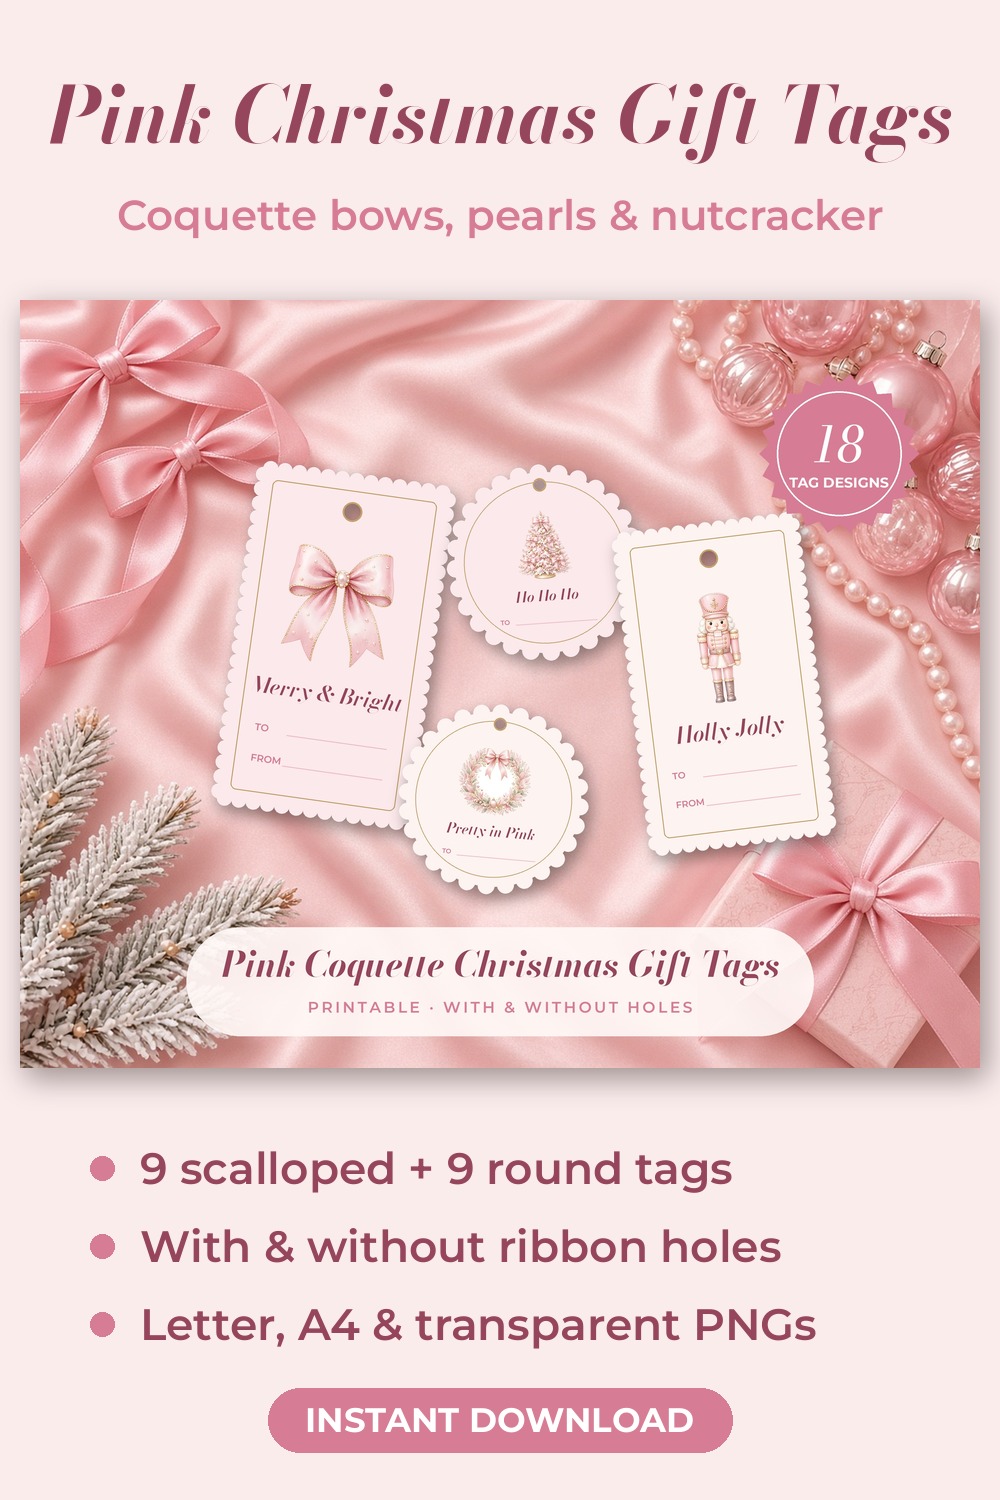 Pink Christmas Gift Tags
Coquette bows, pearls & nutcracker
18
TAG DESIGNS
Merry & Bright
TO
FROM
Ho Ho Ho
TO
Holly Jolly
TO
FROM
Pretty in Pink
TO
Pink Coquette Christmas Gift Tags
PRINTABLE · WITH & WITHOUT HOLES
9 scalloped + 9 round tags
With & without ribbon holes
Letter, A4 & transparent PNGs
INSTANT DOWNLOAD